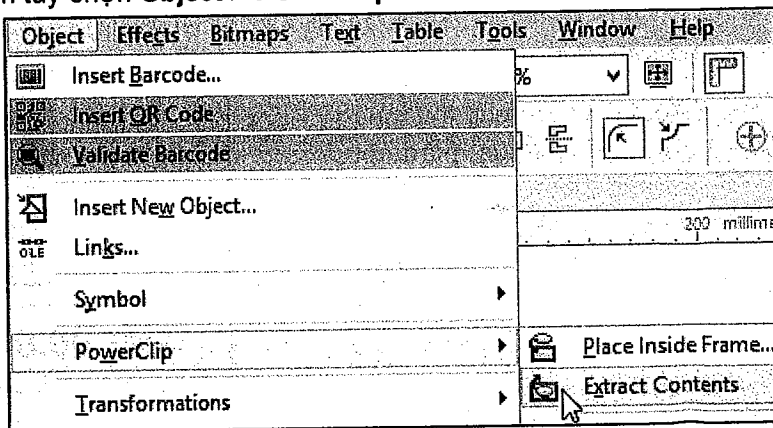 Object Effects Bitmaps Text Table Tools Window Help
Insert Barcode... %
Insert QR Code
Validate Barcode
Insert New Object...
200 millime
OLE Links...
Symbol
PowerClip Place Inside Frame...
Extract Contents
Transformations